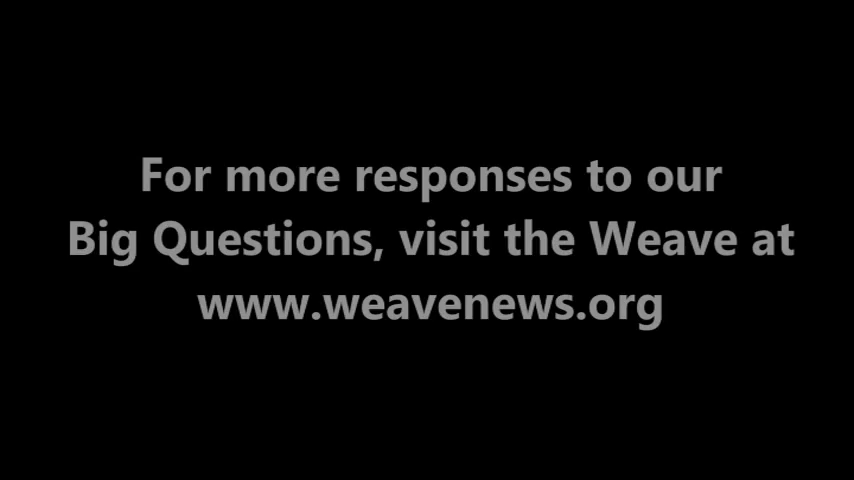 For more responses to our
Big Questions, visit the Weave at
www.weavenews.org